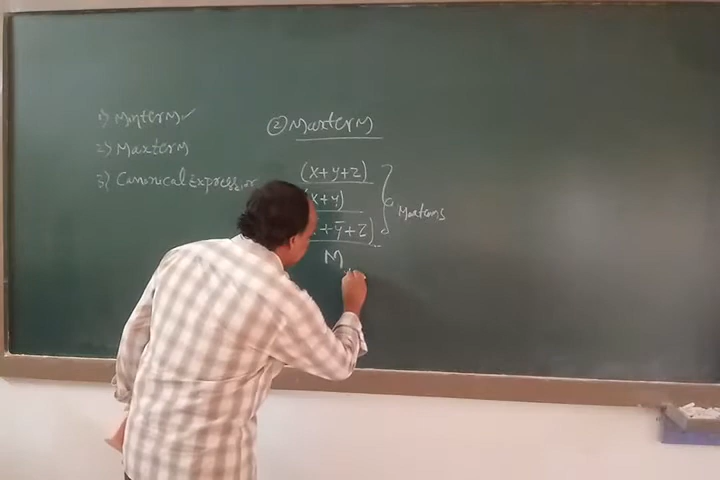 1) MinterM ✓
2) MaxterM
3) Canonical Expression
② MaxterM
(x+y+z)
x+y)
+ȳ+z)
Maxterms
M